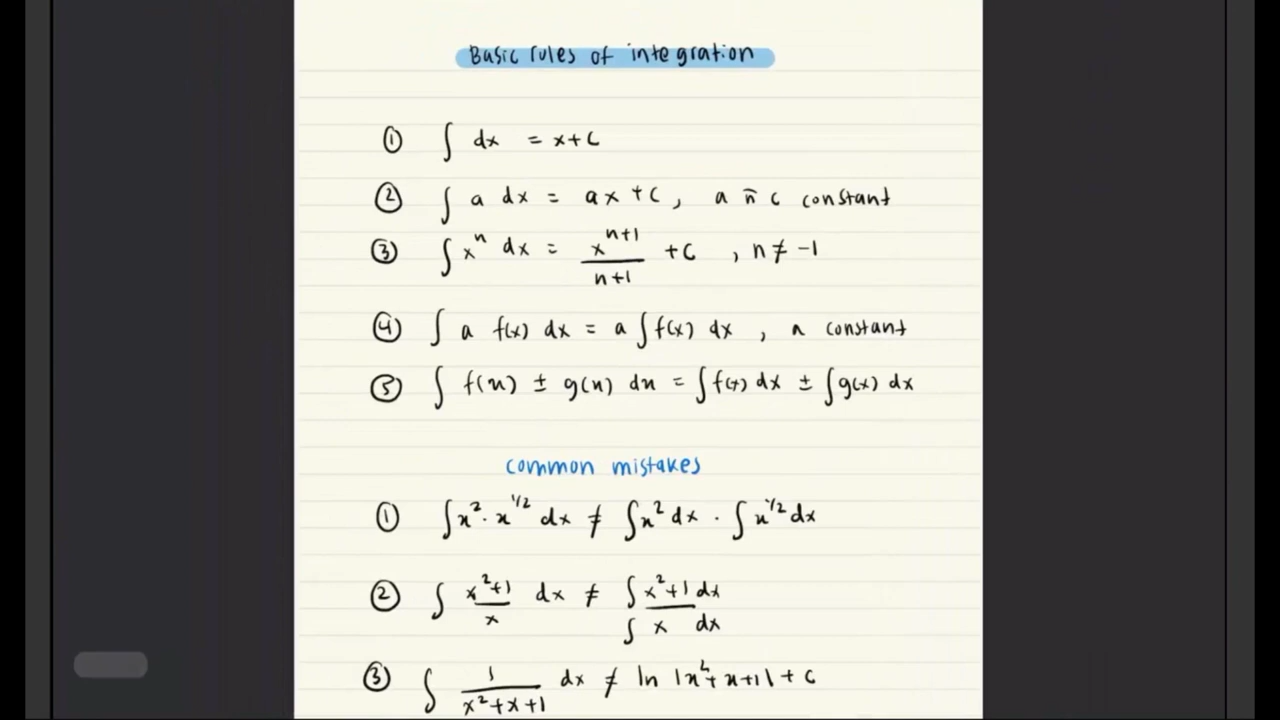 Basic rules of integration
① ∫ dx = x + c
② ∫ a dx = ax + c, a n̄ c constant
③ ∫ xⁿ dx = xⁿ⁺¹/n+1 + c , n ≠ -1
④ ∫ a f(x) dx = a ∫ f(x) dx , a constant
⑤ ∫ f(x) ± g(x) dx = ∫ f(x) dx ± ∫ g(x) dx
common mistakes
① ∫ x² · x^1/2 dx ≠ ∫ x² dx · ∫ x^1/2 dx
② ∫ x²+1/x dx ≠ ∫ x²+1 dx / ∫ x dx
③ ∫ 1/x²+x+1 dx ≠ ln |x²+x+1| + c